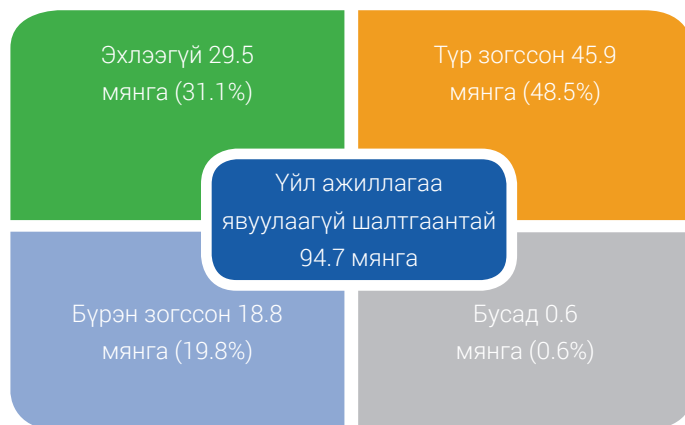 Эхлээгүй 29.5
мянга (31.1%)
Түр зогссон 45.9
мянга (48.5%)
Үйл ажиллагаа
явуулаагүй шалтгаантай
94.7 мянга
Бүрэн зогссон 18.8
мянга (19.8%)
Бусад 0.6
мянга (0.6%)